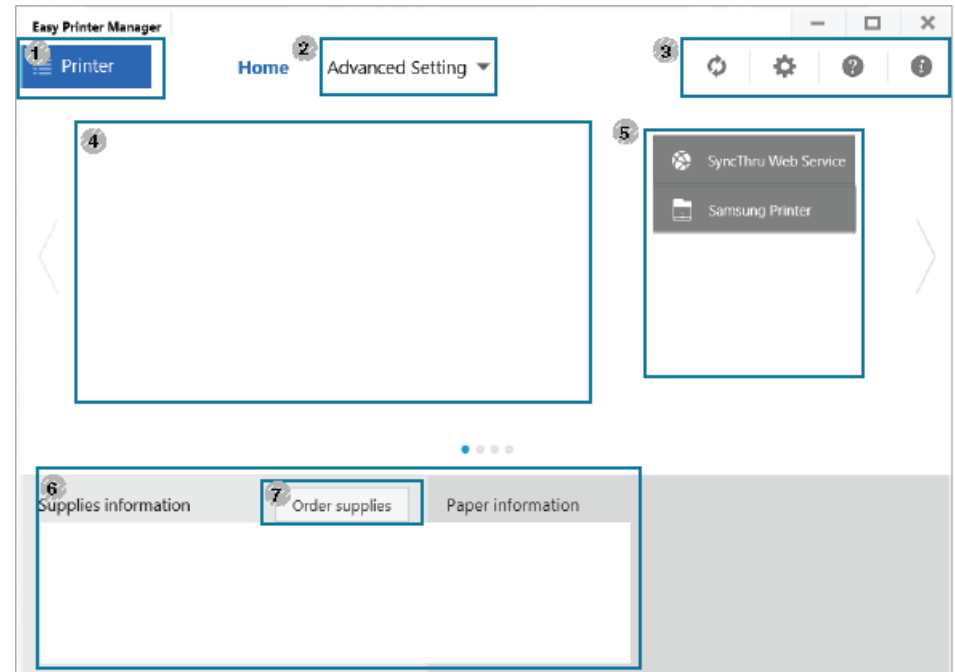 Easy Printer Manager
1
Printer
Home
2
Advanced Setting
3
4
5
SyncThru Web Service
Samsung Printer
6
Supplies information
7
Order supplies
Paper information